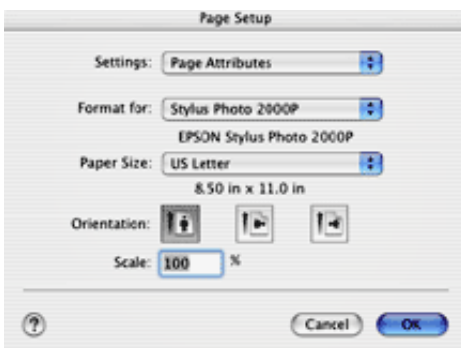 Page Setup
Settings: Page Attributes
Format for: Stylus Photo 2000P
EPSON Stylus Photo 2000P
Paper Size: US Letter
8.50 in x 11.0 in
Orientation:
Scale: 100 %
? Cancel OK